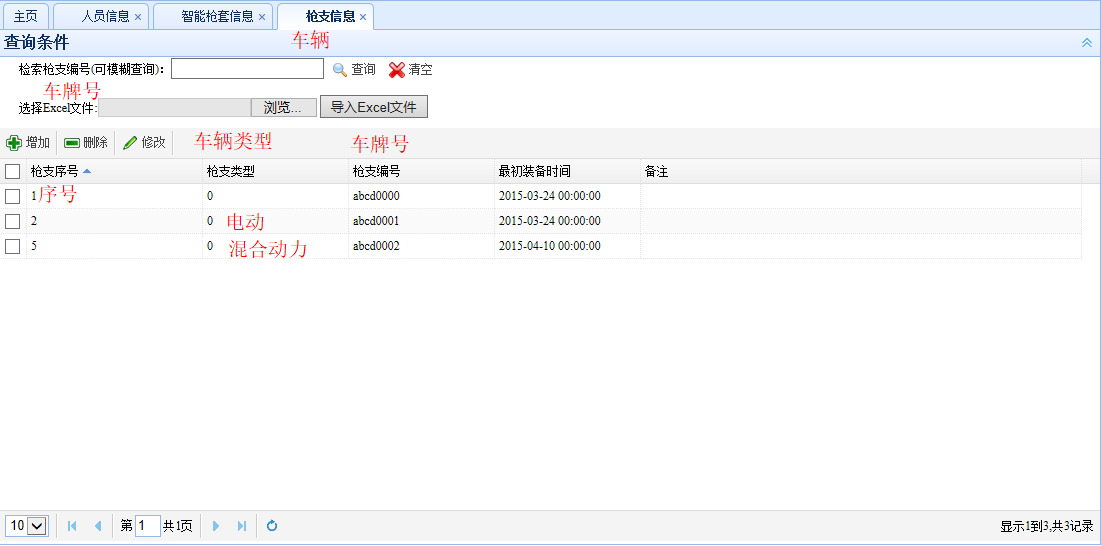 主页 人员信息 × 智能枪套信息 × 枪支信息 ×
查询条件 车辆
检索枪支编号(可模糊查询)： 查询 清空
车牌号
选择Excel文件: 浏览... 导入Excel文件
增加 删除 修改 车辆类型 车牌号
枪支序号 枪支类型 枪支编号 最初装备时间 备注
1 序号 0 abcd0000 2015-03-24 00:00:00
2 0 电动 abcd0001 2015-03-24 00:00:00
5 0 混合动力 abcd0002 2015-04-10 00:00:00
10 第 1 共1页 显示1到3,共3记录